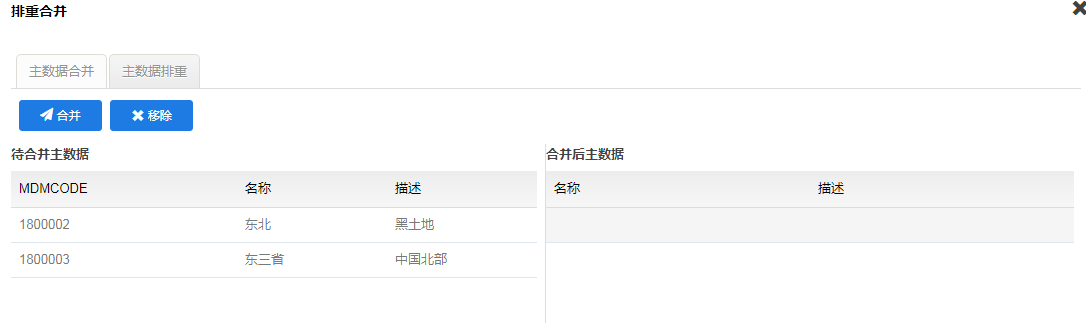 排重合并
主数据合并 主数据排重
合并 移除
待合并主数据
MDMCODE 名称 描述
1800002 东北 黑土地
1800003 东三省 中国北部
合并后主数据
名称 描述